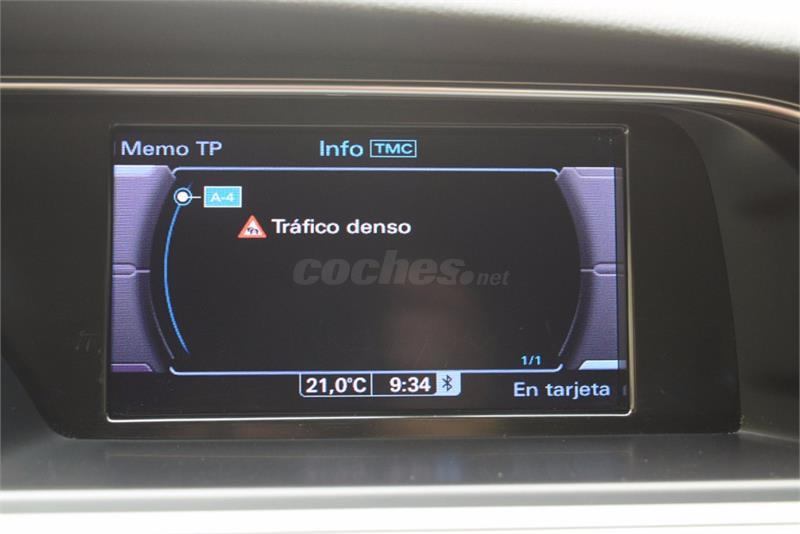 Memo TP
Info TMC
A-4
Tráfico denso
coches.net
1/1
21,0°C 9:34
En tarjeta